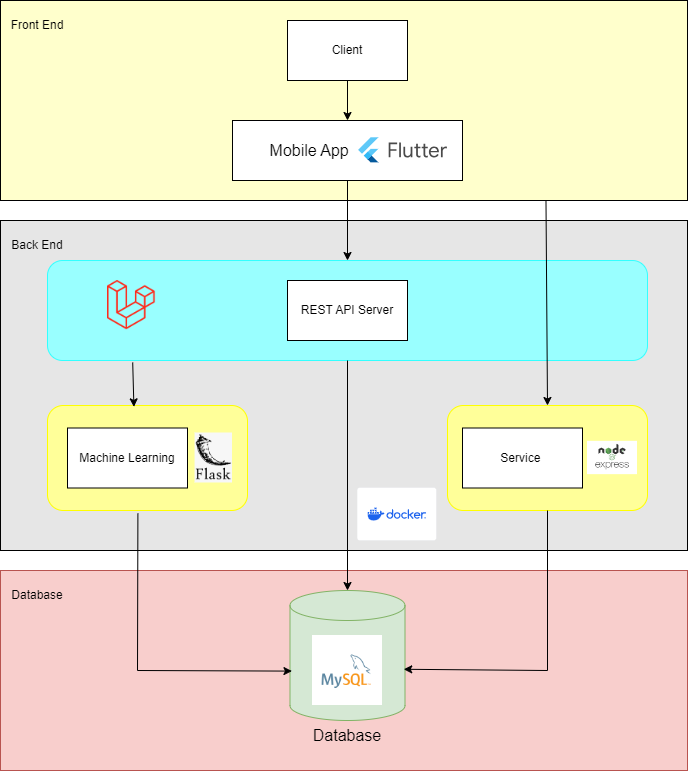 Front End
Client
Mobile App
Flutter
Back End
REST API Server
Machine Learning
Flask
Service
node
express
docker
Database
MySQL
Database